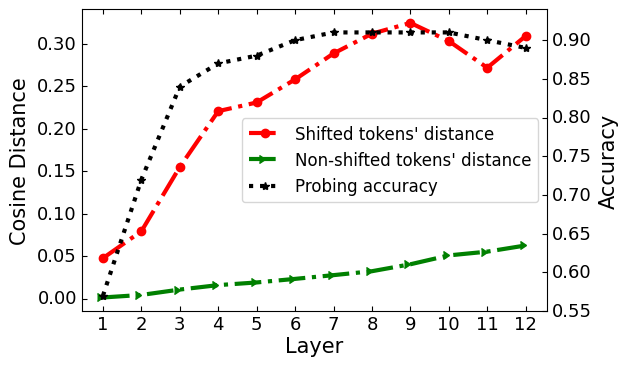 Cosine Distance
0.30
0.25
0.20
0.15
0.10
0.05
0.00
Shifted tokens' distance
Non-shifted tokens' distance
Probing accuracy
0.90
0.85
0.80
0.75
0.70
0.65
0.60
0.55
Accuracy
1 2 3 4 5 6 7 8 9 10 11 12
Layer